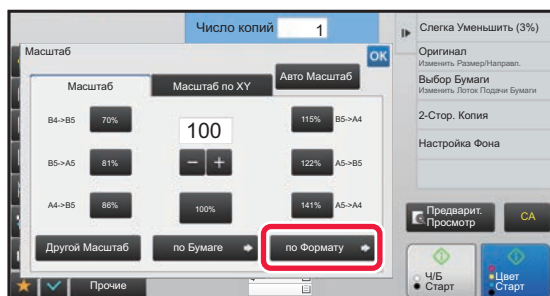 Число копий 1
Слегка Уменьшить (3%)
Оригинал
Изменить Размер/Направл.
Выбор Бумаги
Изменить Лоток Подачи Бумаги
2-Стор. Копия
Настройка Фона
Масштаб
OK
Масштаб
Масштаб по XY
Авто Масштаб
B4->B5 70%
100
115% B5->A4
B5->A5 81%
− +
122% A5->B5
A4->B5 86%
100%
141% A5->A4
Другой Масштаб
по Бумаге
по Формату
Предварит.
Просмотр
CA
Прочие
Ч/Б
Старт
Цвет
Старт